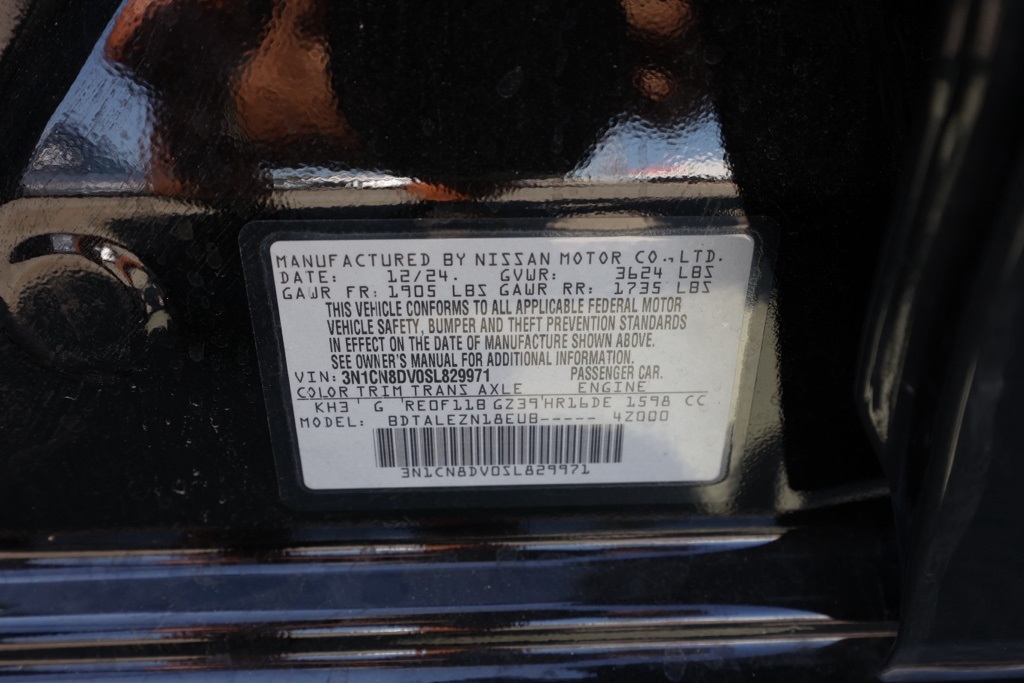 MANUFACTURED BY NISSAN MOTOR CO.,LTD.
DATE: 12/24. GVWR: 3624 LBS
GAWR FR: 1905 LBS GAWR RR: 1735 LBS
THIS VEHICLE CONFORMS TO ALL APPLICABLE FEDERAL MOTOR
VEHICLE SAFETY, BUMPER AND THEFT PREVENTION STANDARDS
IN EFFECT ON THE DATE OF MANUFACTURE SHOWN ABOVE.
SEE OWNER'S MANUAL FOR ADDITIONAL INFORMATION.
VIN: 3N1CN8DV0SL829971 PASSENGER CAR.
COLOR TRIM TRANS AXLE ENGINE
KH3 G RE0F11B GZ39 HR16DE 1598 CC
MODEL: BDTALEZN18EUB----- 4Z000
3N1CN8DV0SL829971